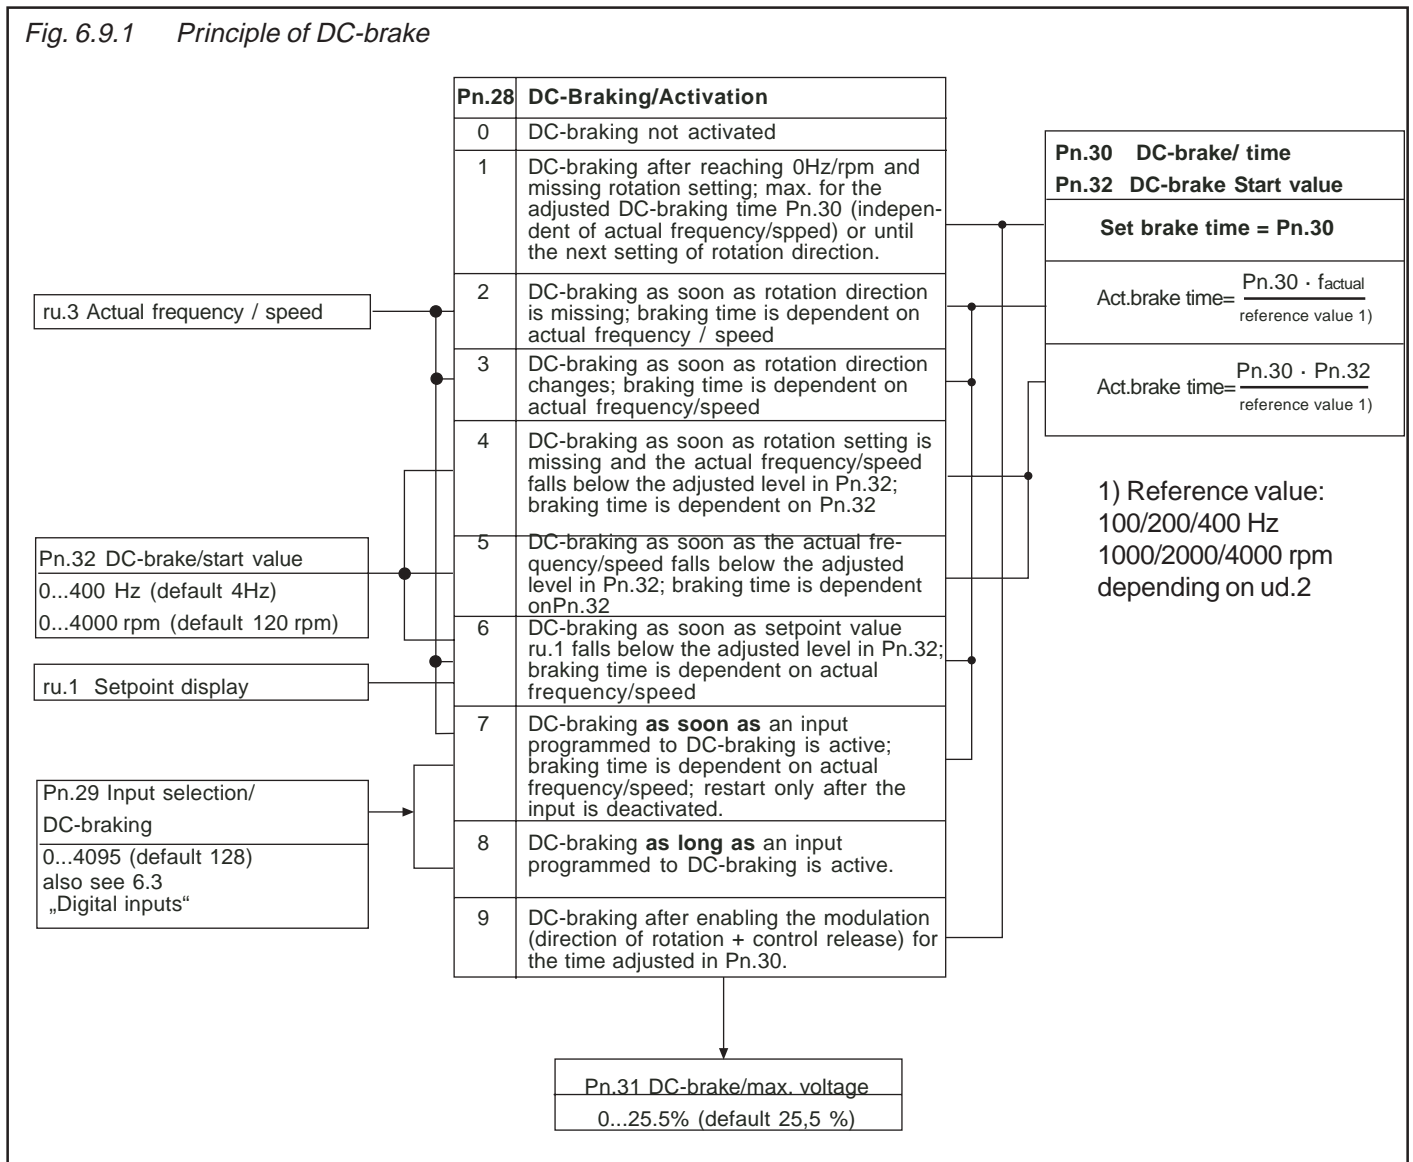 Fig. 6.9.1 Principle of DC-brake
Pn.28 DC-Braking/Activation
0 DC-braking not activated
1 DC-braking after reaching 0Hz/rpm and
missing rotation setting; max. for the
adjusted DC-braking time Pn.30 (indepen-
dent of actual frequency/spped) or until
the next setting of rotation direction.
2 DC-braking as soon as rotation direction
is missing; braking time is dependent on
actual frequency / speed
3 DC-braking as soon as rotation direction
changes; braking time is dependent on
actual frequency/speed
4 DC-braking as soon as rotation setting is
missing and the actual frequency/speed
falls below the adjusted level in Pn.32;
braking time is dependent on Pn.32
5 DC-braking as soon as the actual fre-
quency/speed falls below the adjusted
level in Pn.32; braking time is dependent
onPn.32
6 DC-braking as soon as setpoint value
ru.1 falls below the adjusted level in Pn.32;
braking time is dependent on actual
frequency/speed
7 DC-braking as soon as an input
programmed to DC-braking is active;
braking time is dependent on actual
frequency/speed; restart only after the
input is deactivated.
8 DC-braking as long as an input
programmed to DC-braking is active.
9 DC-braking after enabling the modulation
(direction of rotation + control release) for
the time adjusted in Pn.30.
ru.3 Actual frequency / speed
Pn.32 DC-brake/start value
0...400 Hz (default 4Hz)
0...4000 rpm (default 120 rpm)
ru.1 Setpoint display
Pn.29 Input selection/
DC-braking
0...4095 (default 128)
also see 6.3
„Digital inputs“
Pn.30 DC-brake/ time
Pn.32 DC-brake Start value
Set brake time = Pn.30
Act.brake time= Pn.30 · factual
reference value 1)
Act.brake time= Pn.30 · Pn.32
reference value 1)
1) Reference value:
100/200/400 Hz
1000/2000/4000 rpm
depending on ud.2
Pn.31 DC-brake/max. voltage
0...25.5% (default 25,5 %)